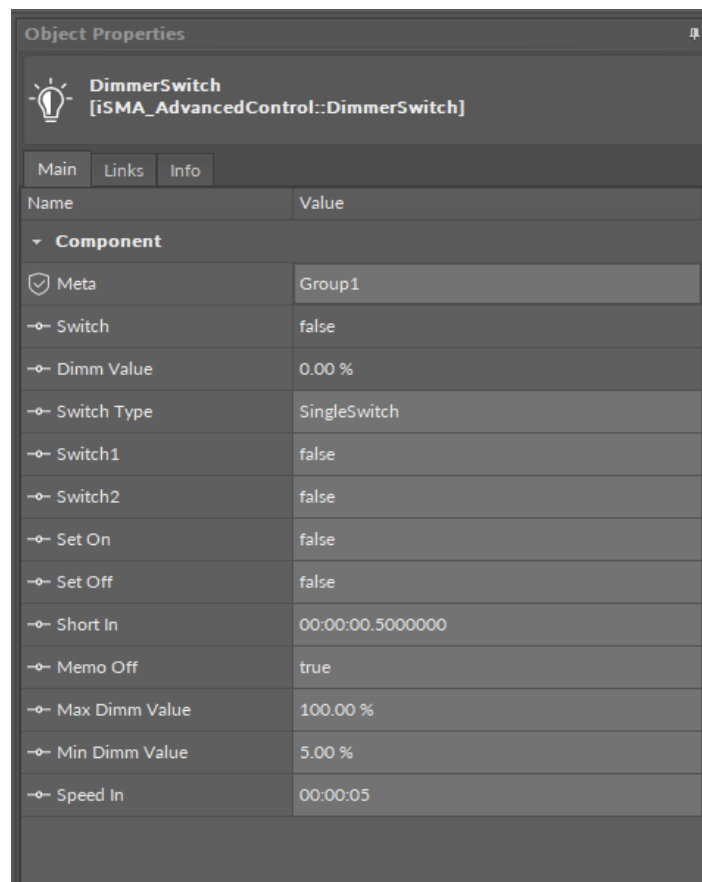 Object Properties
DimmerSwitch
[iSMA_AdvancedControl::DimmerSwitch]
Main Links Info
Name Value
Component
Meta Group1
Switch false
Dimm Value 0.00 %
Switch Type SingleSwitch
Switch1 false
Switch2 false
Set On false
Set Off false
Short In 00:00:00.5000000
Memo Off true
Max Dimm Value 100.00 %
Min Dimm Value 5.00 %
Speed In 00:00:05